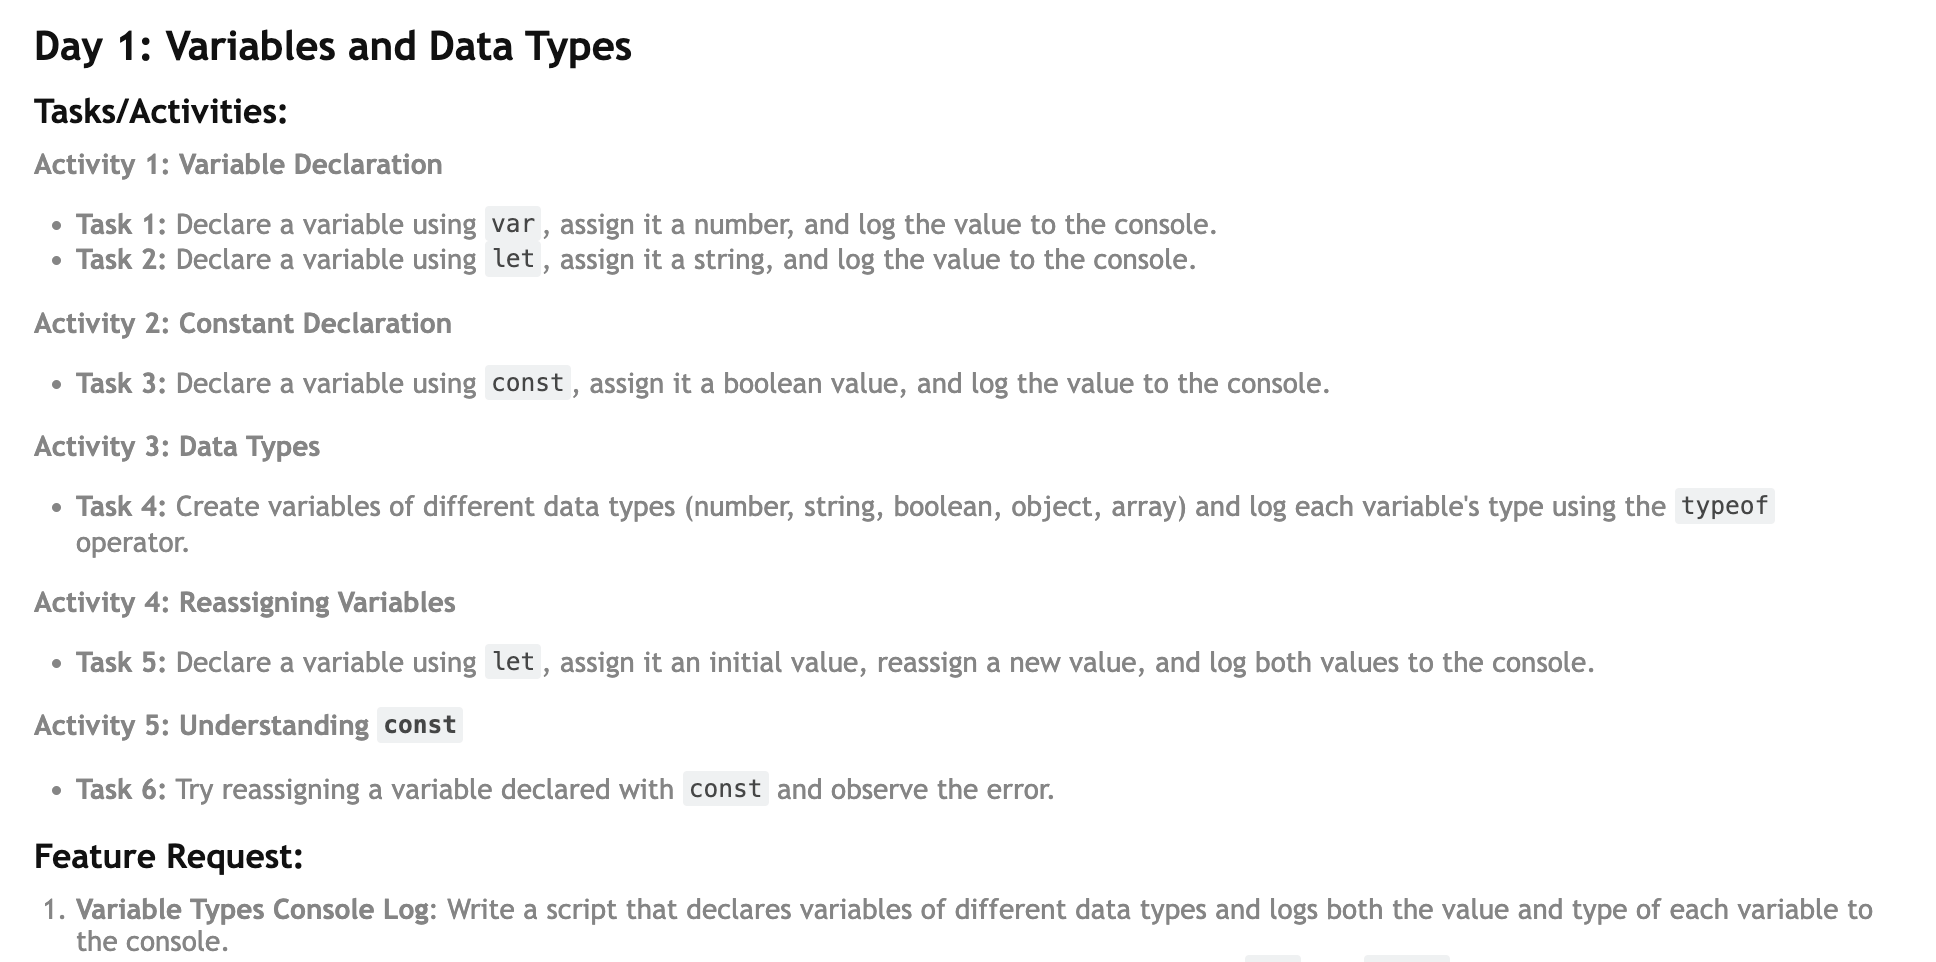 Day 1: Variables and Data Types
Tasks/Activities:
Activity 1: Variable Declaration
• Task 1: Declare a variable using var, assign it a number, and log the value to the console.
• Task 2: Declare a variable using let, assign it a string, and log the value to the console.
Activity 2: Constant Declaration
• Task 3: Declare a variable using const, assign it a boolean value, and log the value to the console.
Activity 3: Data Types
• Task 4: Create variables of different data types (number, string, boolean, object, array) and log each variable's type using the typeof
operator.
Activity 4: Reassigning Variables
• Task 5: Declare a variable using let, assign it an initial value, reassign a new value, and log both values to the console.
Activity 5: Understanding const
• Task 6: Try reassigning a variable declared with const and observe the error.
Feature Request:
1. Variable Types Console Log: Write a script that declares variables of different data types and logs both the value and type of each variable to
the console.